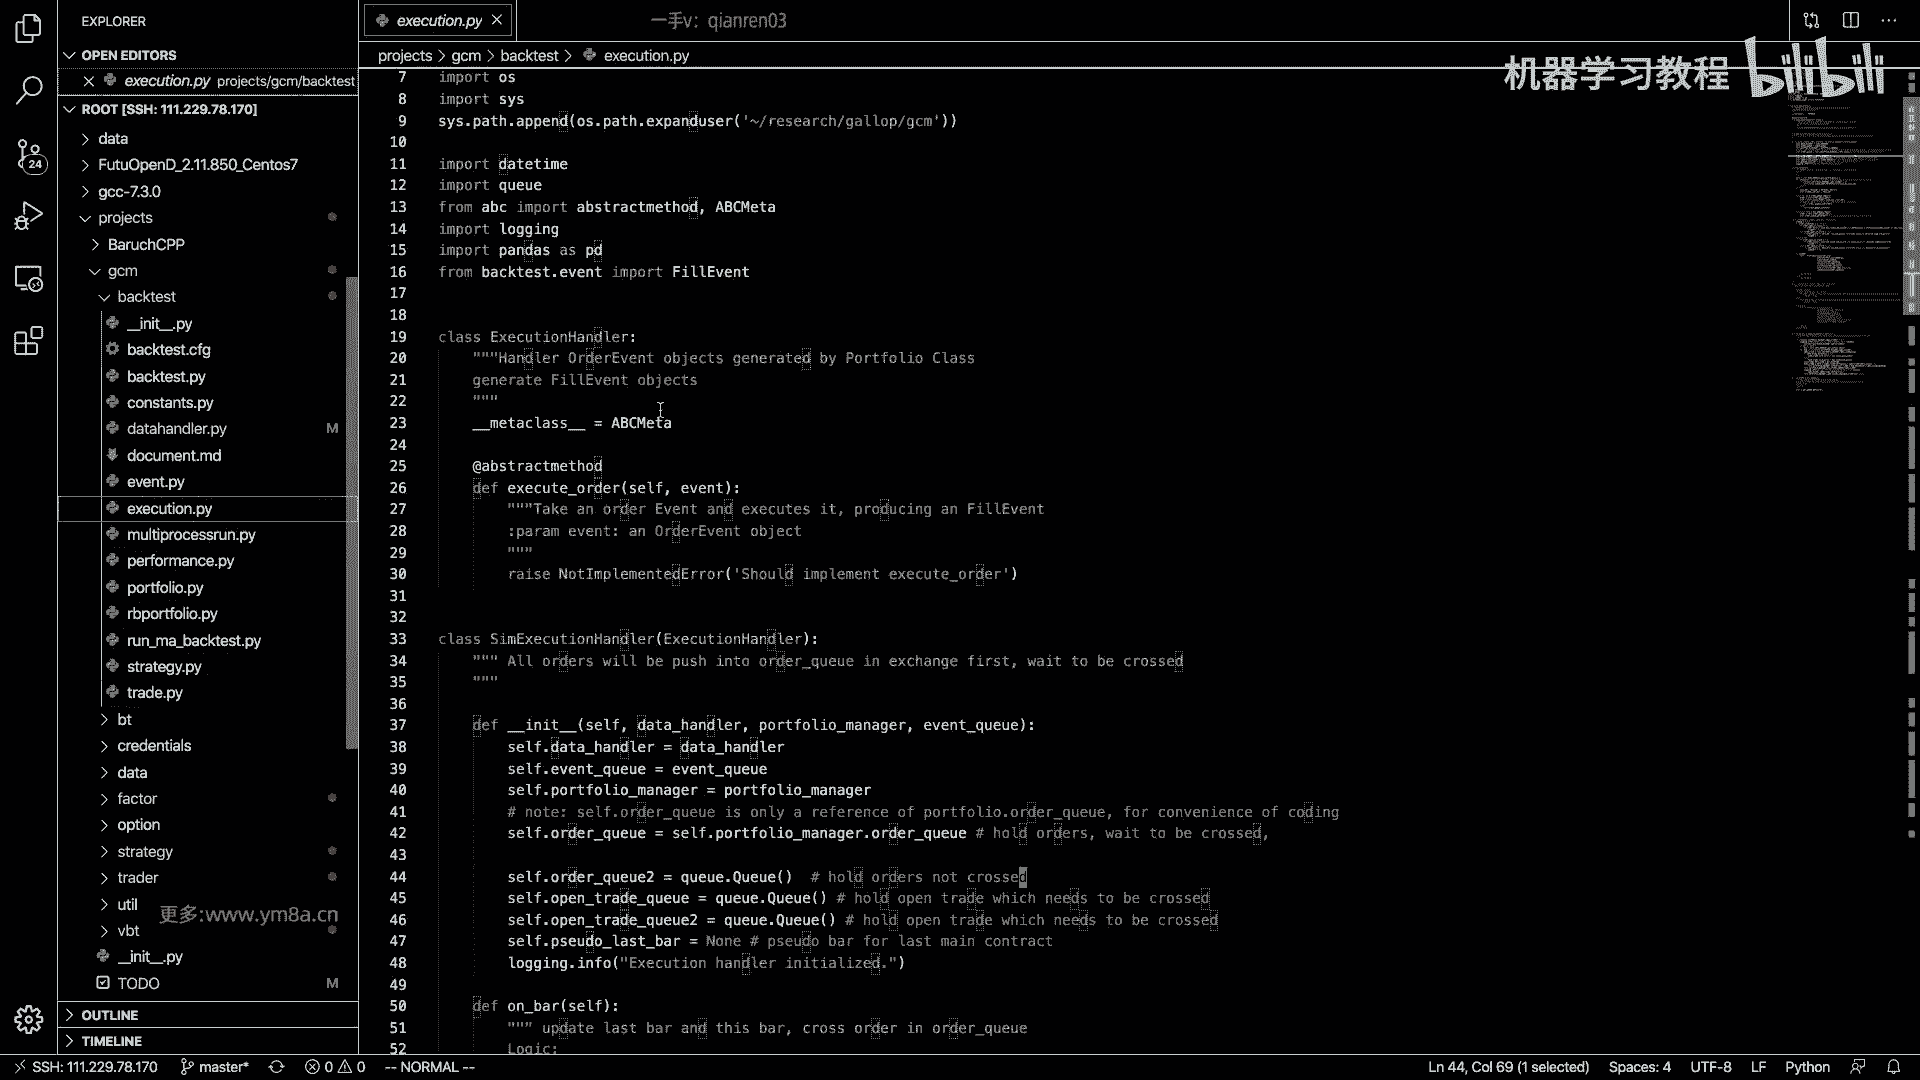 EXPLORER
OPEN EDITORS
execution.py projects/gcm/backtest
ROOT [SSH: 111.229.78.170]
data
FutuOpenD_2.11.850_Centos7
gcc-7.3.0
projects
BaruchCPP
gcm
backtest
__init__.py
backtest.cfg
backtest.py
constants.py
datahandler.py M
document.md
event.py
execution.py
multiprocessrun.py
performance.py
portfolio.py
rbportfolio.py
run_ma_backtest.py
strategy.py
trade.py
bt
credentials
data
factor
option
strategy
trader
util
更多:www.ym8a.cn
vbt
__init__.py
TODO M
OUTLINE
TIMELINE
24
execution.py
一手v: qianren03
projects > gcm > backtest > execution.py
机器学习教程 bilibili
7 import os
8 import sys
9 sys.path.append(os.path.expanduser('~/research/gallop/gcm'))
10
11 import datetime
12 import queue
13 from abc import abstractmethod, ABCMeta
14 import logging
15 import pandas as pd
16 from backtest.event import FillEvent
17
18
19 class ExecutionHandler:
20 """Handler OrderEvent objects generated by Portfolio Class
21 generate FillEvent objects
22 """
23 __metaclass__ = ABCMeta
24
25 @abstractmethod
26 def execute_order(self, event):
27 """Take an order Event and executes it, producing an FillEvent
28 :param event: an OrderEvent object
29 """
30 raise NotImplementedError('Should implement execute_order')
31
32
33 class SimExecutionHandler(ExecutionHandler):
34 """ All orders will be push into order_queue in exchange first, wait to be crossed
35 """
36
37 def __init__(self, data_handler, portfolio_manager, event_queue):
38 self.data_handler = data_handler
39 self.event_queue = event_queue
40 self.portfolio_manager = portfolio_manager
41 # note: self.order_queue is only a reference of portfolio.order_queue, for convenience of coding
42 self.order_queue = self.portfolio_manager.order_queue # hold orders, wait to be crossed,
43
44 self.order_queue2 = queue.Queue() # hold orders not crossed
45 self.open_trade_queue = queue.Queue() # hold open trade which needs to be crossed
46 self.open_trade_queue2 = queue.Queue() # hold open trade which needs to be crossed
47 self.pseudo_last_bar = None # pseudo bar for last main contract
48 logging.info("Execution handler initialized.")
49
50 def on_bar(self):
51 """ update last bar and this bar, cross order in order_queue
52 Logic:
SSH: 111.229.78.170 master* 0 0 -- NORMAL -- Ln 44, Col 69 (1 selected) Spaces: 4 UTF-8 LF Python